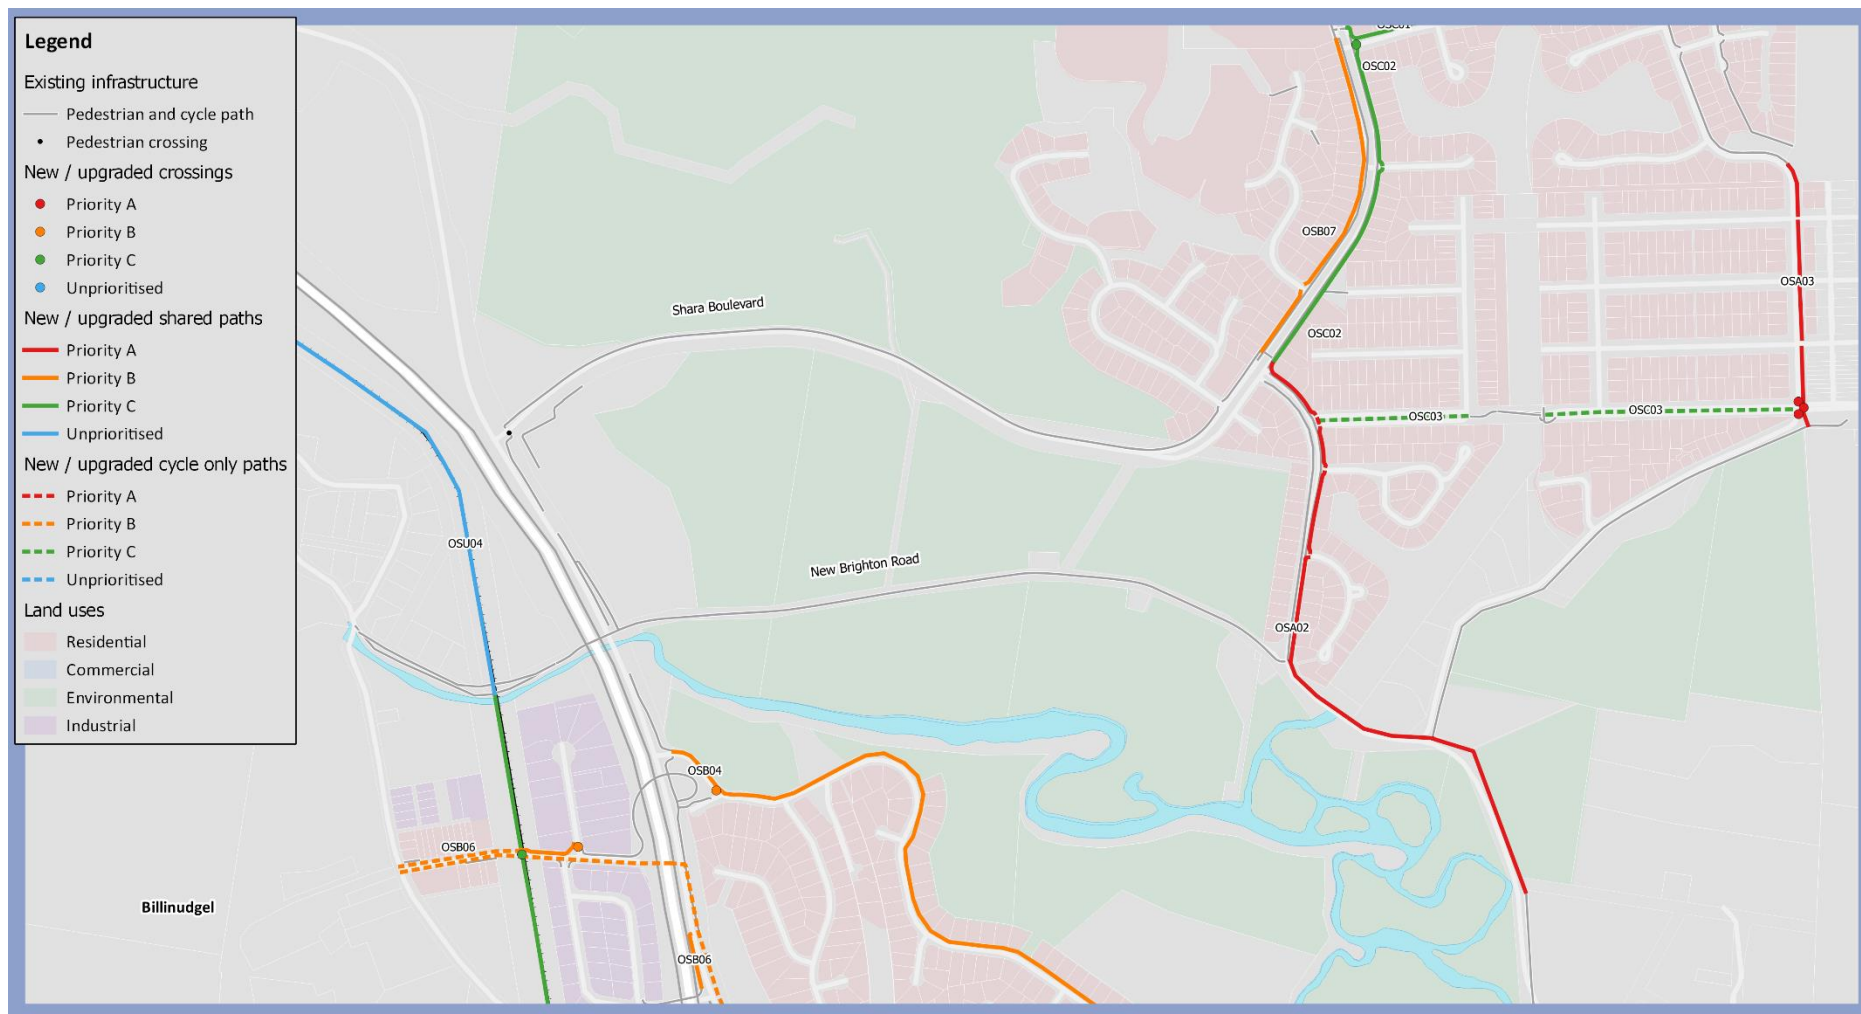 Legend
Existing infrastructure
Pedestrian and cycle path
Pedestrian crossing
New / upgraded crossings
Priority A
Priority B
Priority C
Unprioritised
New / upgraded shared paths
Priority A
Priority B
Priority C
Unprioritised
New / upgraded cycle only paths
Priority A
Priority B
Priority C
Unprioritised
Land uses
Residential
Commercial
Environmental
Industrial
OSC01
OSC02
OSB07
OSA03
Shara Boulevard
OSC02
OSC03
OSC03
OSU04
New Brighton Road
OSA02
OSB04
OSB06
Billinudgel
OSB06